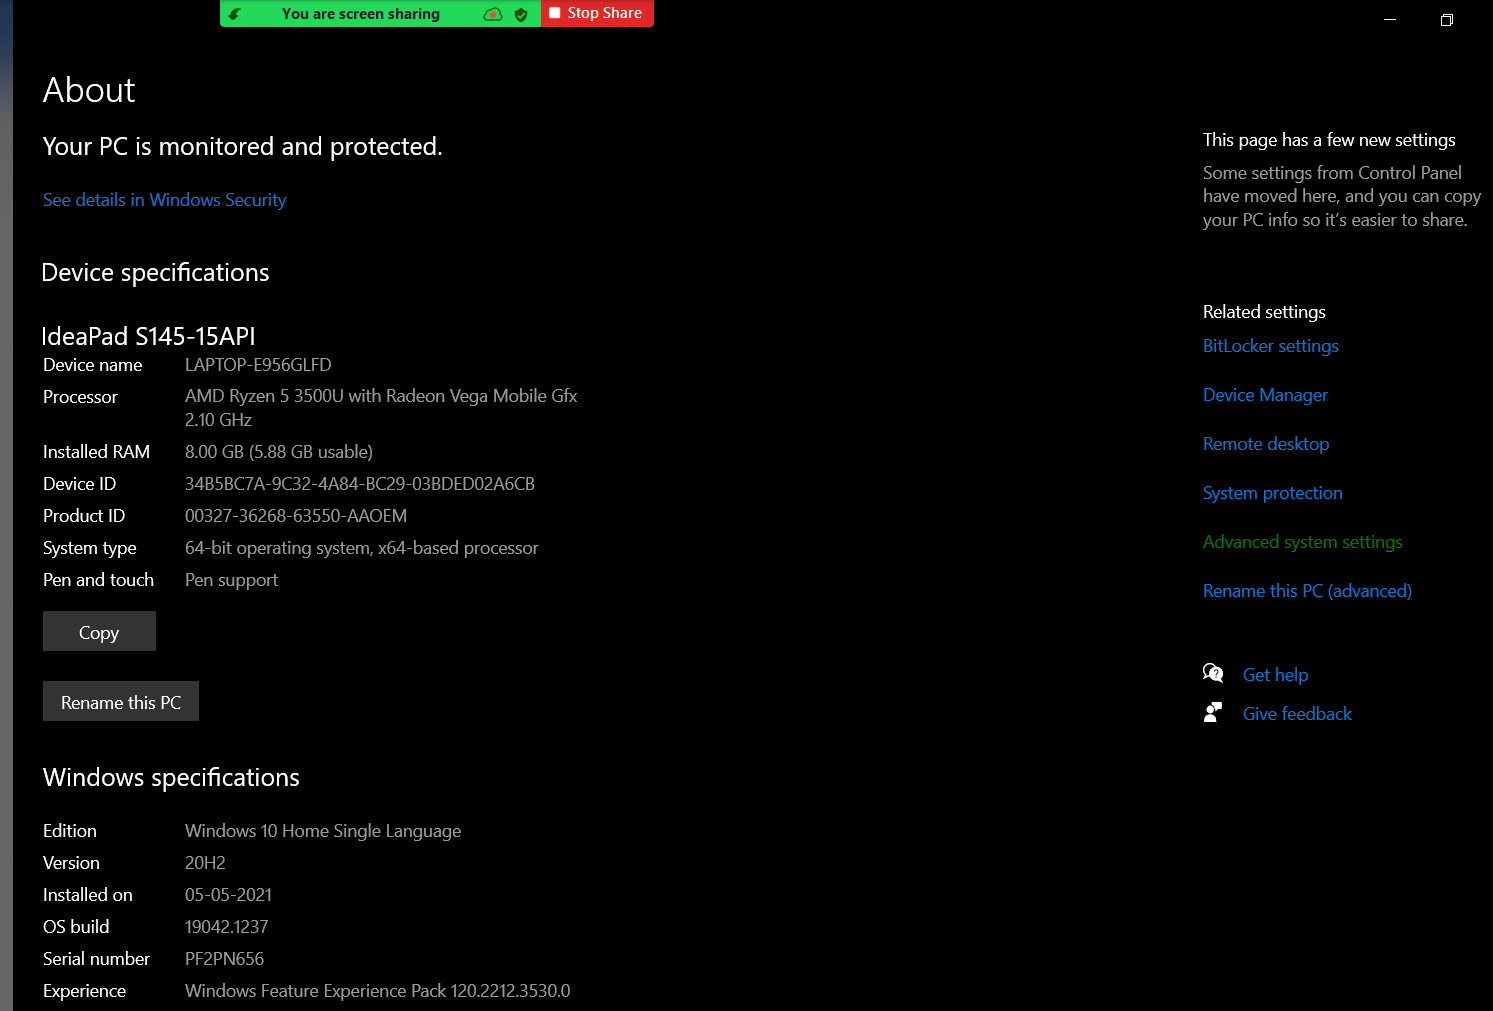 You are screen sharing
Stop Share
About
Your PC is monitored and protected.
See details in Windows Security
Device specifications
IdeaPad S145-15API
Device name LAPTOP-E956GLFD
Processor AMD Ryzen 5 3500U with Radeon Vega Mobile Gfx
2.10 GHz
Installed RAM 8.00 GB (5.88 GB usable)
Device ID 34B5BC7A-9C32-4A84-BC29-03BDED02A6CB
Product ID 00327-36268-63550-AAOEM
System type 64-bit operating system, x64-based processor
Pen and touch Pen support
Copy
Rename this PC
Windows specifications
Edition Windows 10 Home Single Language
Version 20H2
Installed on 05-05-2021
OS build 19042.1237
Serial number PF2PN656
Experience Windows Feature Experience Pack 120.2212.3530.0
This page has a few new settings
Some settings from Control Panel
have moved here, and you can copy
your PC info so it's easier to share.
Related settings
BitLocker settings
Device Manager
Remote desktop
System protection
Advanced system settings
Rename this PC (advanced)
Get help
Give feedback